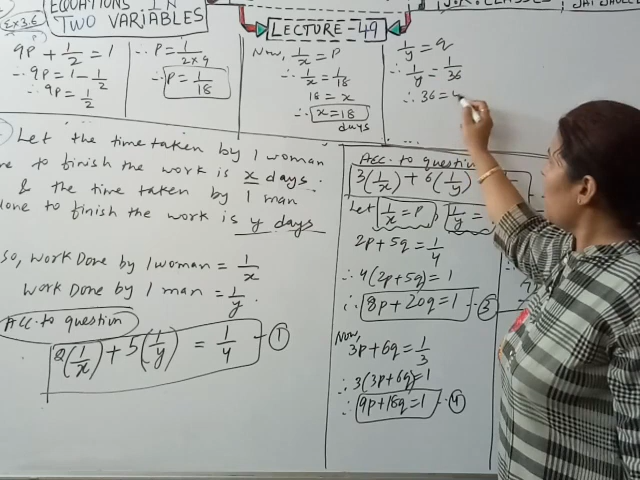 EQUATIONS IN
TWO VARIABLES
Ex 3.6
LECTURE - 49
J.R. CLASSES
9p + 1/2 = 1
∴ 9p = 1 - 1/2
∴ 9p = 1/2
∴ p = 1/(2×9)
∴ p = 1/18
Now, 1/x = p
∴ 1/x = 1/18
18 = x
∴ x = 18
days
1/y = q
∴ 1/y = 1/36
∴ 36 =
Let the time taken by 1 woman
to finish the work is x days.
& the time taken by 1 man
to finish the work is y days
So, Work Done by 1 woman = 1/x
Work Done by 1 man = 1/y.
Acc. to question
2(1/x) + 5(1/y) = 1/4 - ①
Acc. to question
3(1/x) + 6(1/y)
Let 1/x = p, 1/y =
2p + 5q = 1/4
∴ 4(2p + 5q) = 1
∴ 8p + 20q = 1 - ③
Now,
3p + 6q = 1/3
∴ 3(3p + 6q) = 1
∴ 9p + 18q = 1 - ④